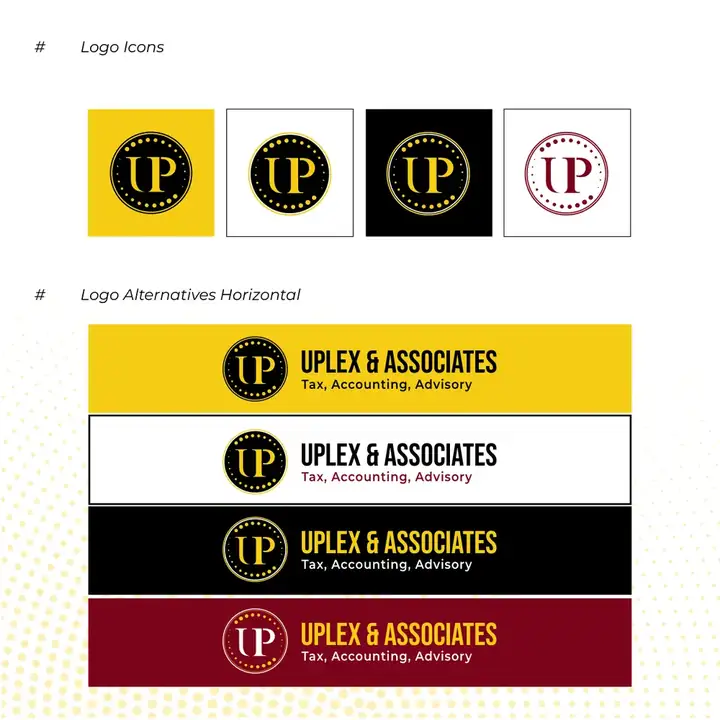 # Logo Icons
UP UP UP UP
# Logo Alternatives Horizontal
UP UPLEX & ASSOCIATES
Tax, Accounting, Advisory
UP UPLEX & ASSOCIATES
Tax, Accounting, Advisory
UP UPLEX & ASSOCIATES
Tax, Accounting, Advisory
UP UPLEX & ASSOCIATES
Tax, Accounting, Advisory